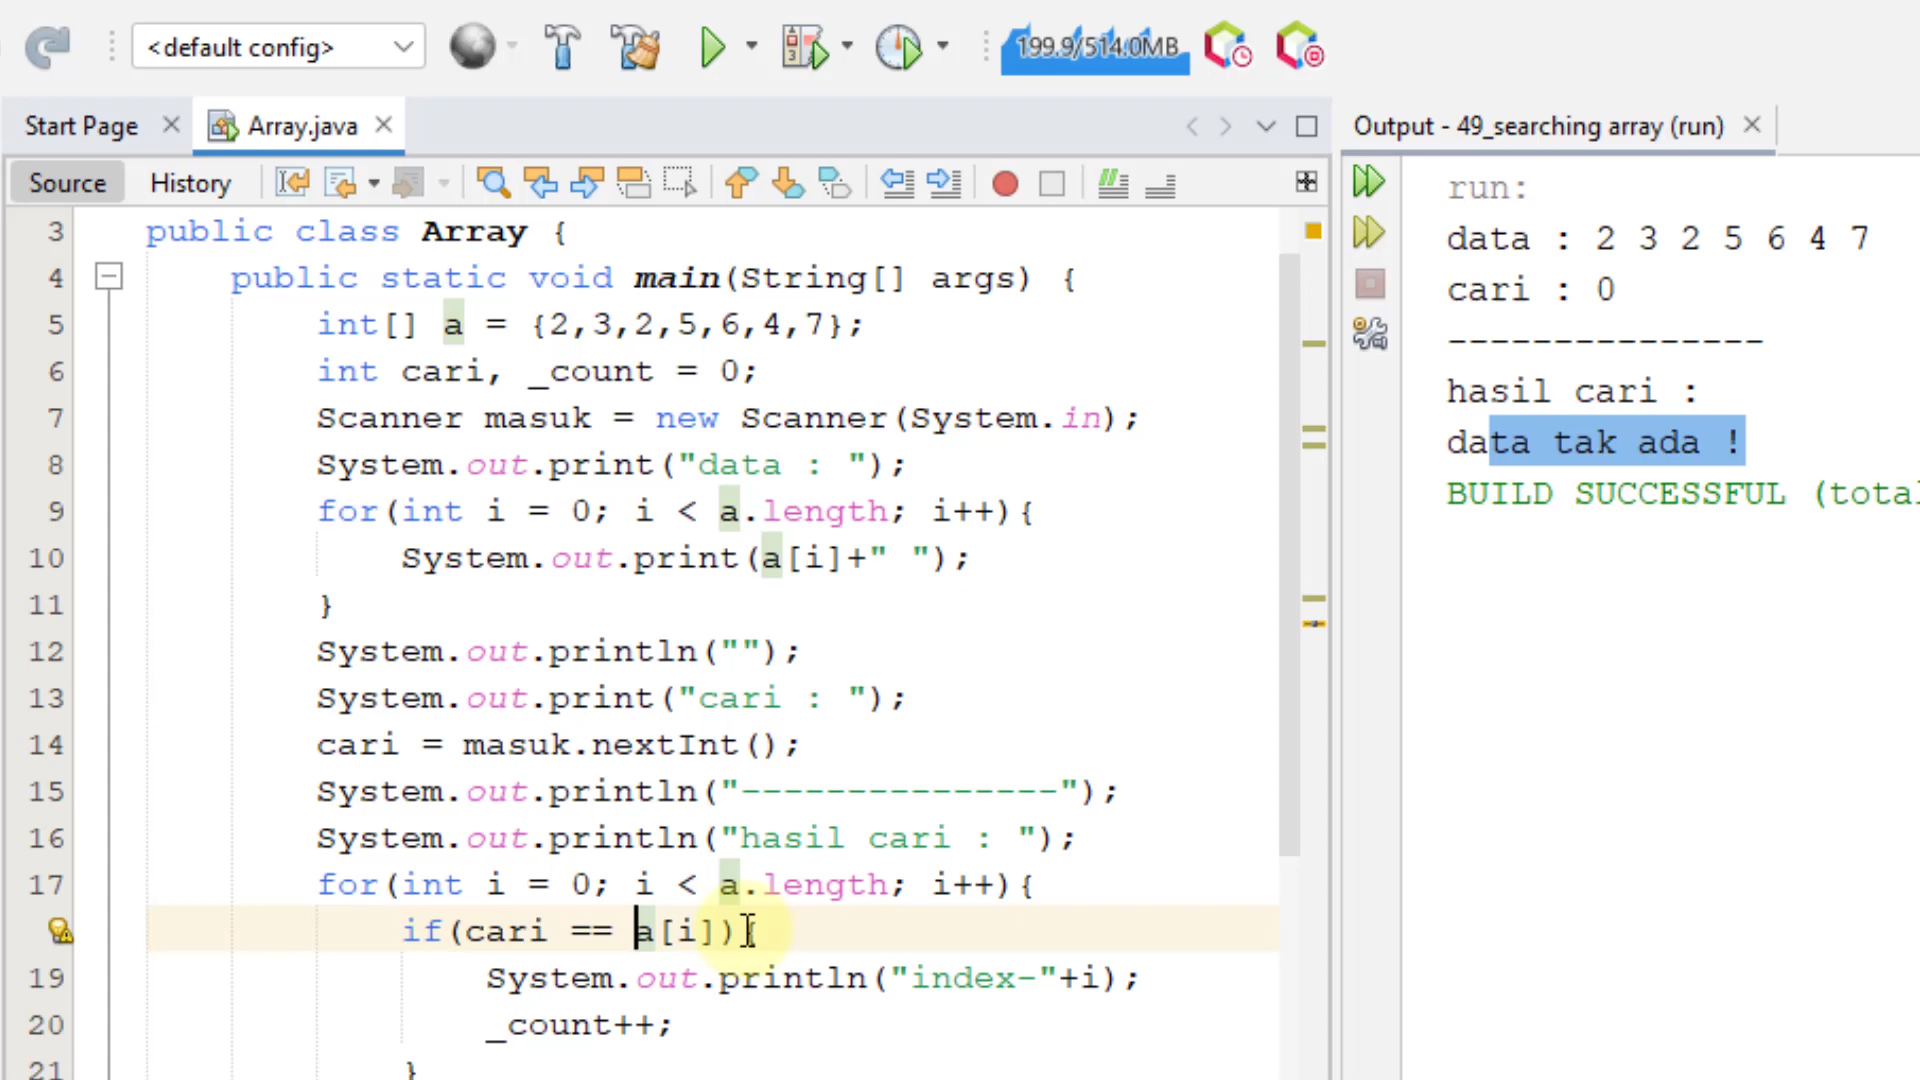 <default config>
199.9/514.0MB
Start Page
Array.java
Output - 49_searching array (run)
Source
History
3 public class Array {
4 public static void main(String[] args) {
5 int[] a = {2,3,2,5,6,4,7};
6 int cari, _count = 0;
7 Scanner masuk = new Scanner(System.in);
8 System.out.print("data : ");
9 for(int i = 0; i < a.length; i++){
10 System.out.print(a[i]+" ");
11 }
12 System.out.println("");
13 System.out.print("cari : ");
14 cari = masuk.nextInt();
15 System.out.println("---------------");
16 System.out.println("hasil cari : ");
17 for(int i = 0; i < a.length; i++){
if(cari == a[i]){
19 System.out.println("index-"+i);
20 _count++;
21 }
run:
data : 2 3 2 5 6 4 7
cari : 0
---------------
hasil cari :
data tak ada !
BUILD SUCCESSFUL (total